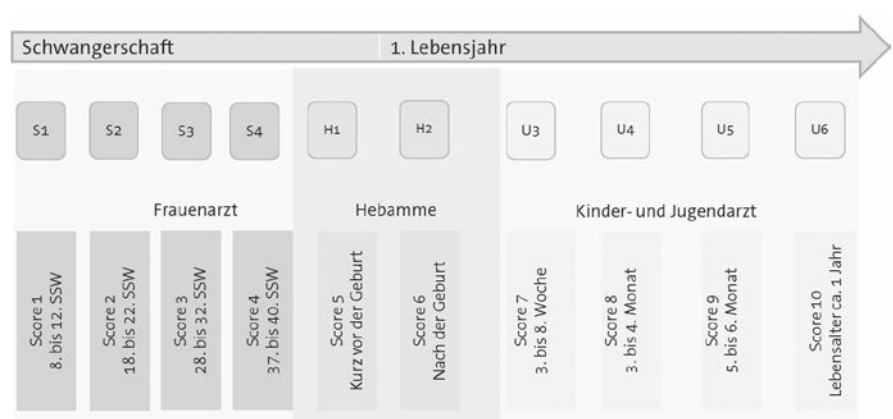 Schwangerschaft
1. Lebensjahr
S1
S2
S3
S4
H1
H2
U3
U4
U5
U6
Frauenarzt
Hebamme
Kinder- und Jugendarzt
Score 1
8. bis 12. SSW
Score 2
18. bis 22. SSW
Score 3
28. bis 32. SSW
Score 4
37. bis 40. SSW
Score 5
Kurz vor der Geburt
Score 6
Nach der Geburt
Score 7
3. bis 8. Woche
Score 8
3. bis 4. Monat
Score 9
5. bis 6. Monat
Score 10
Lebensalter ca. 1 Jahr